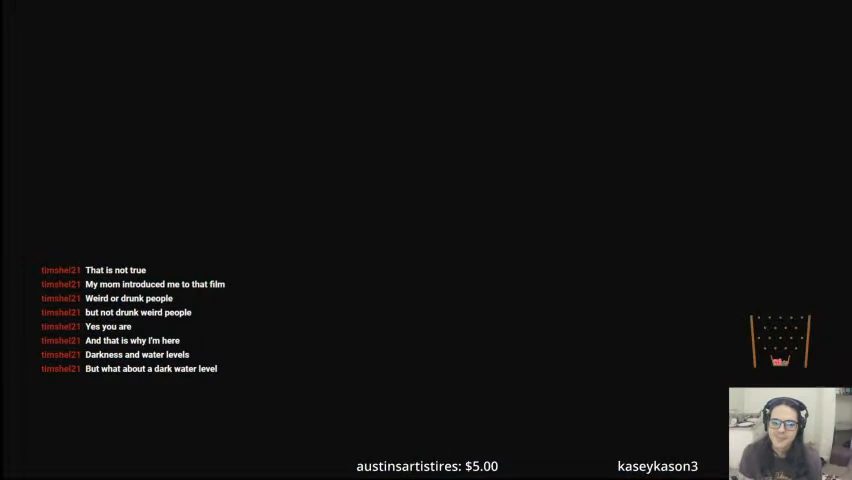 timshel21 That is not true
timshel21 My mom introduced me to that film
timshel21 Weird or drunk people
timshel21 but not drunk weird people
timshel21 Yes you are
timshel21 And that is why I'm here
timshel21 Darkness and water levels
timshel21 But what about a dark water level
austinsartistires: $5.00
kaseykason3